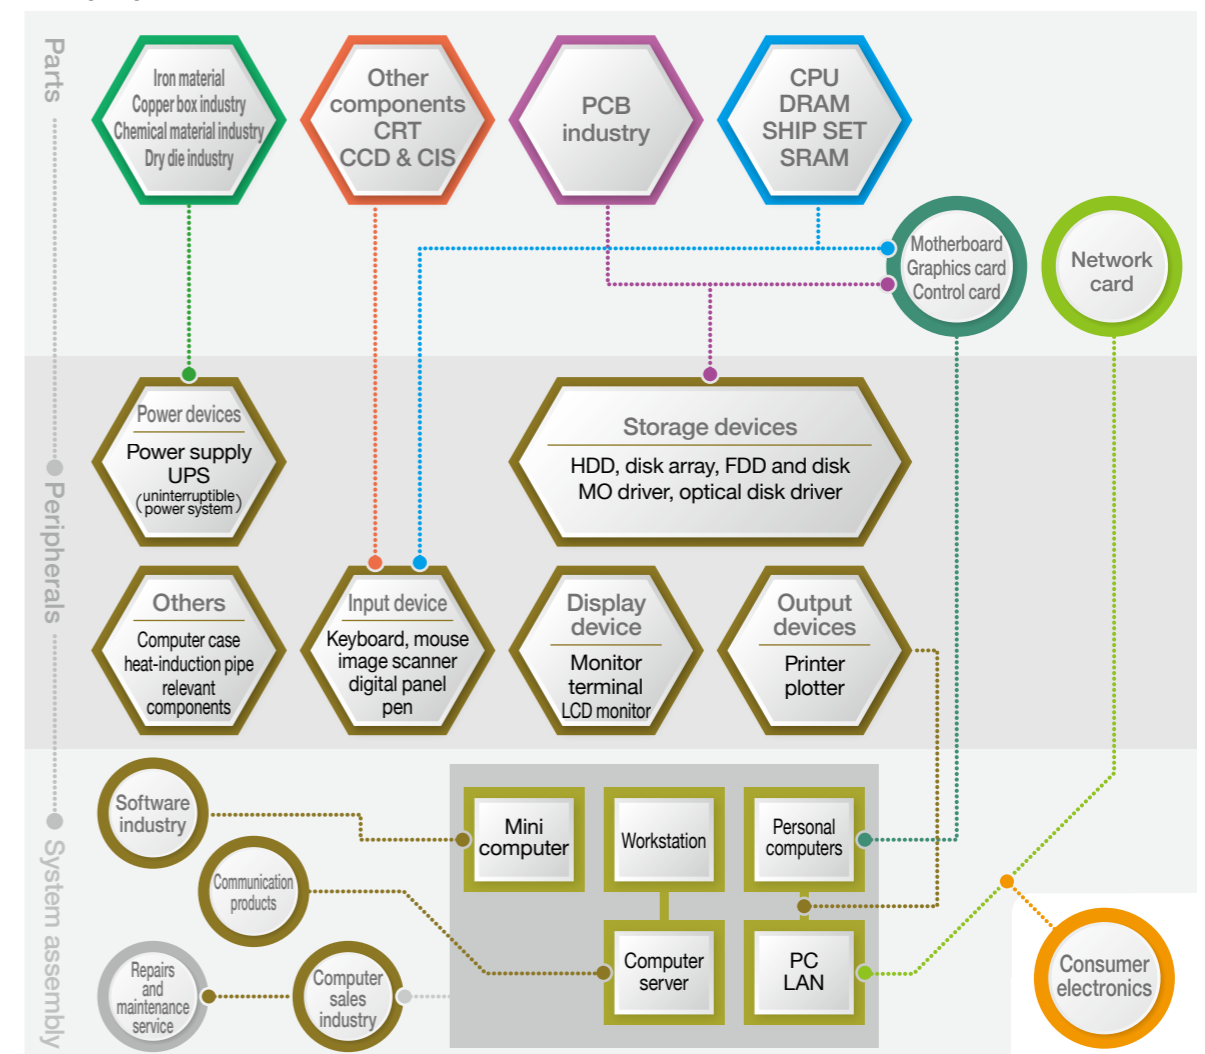 Parts
Iron material
Copper box industry
Chemical material industry
Dry die industry
Other
components
CRT
CCD & CIS
PCB
industry
CPU
DRAM
SHIP SET
SRAM
Motherboard
Graphics card
Control card
Network
card
Peripherals
Power devices
Power supply
UPS
(uninterruptible
power system)
Storage devices
HDD, disk array, FDD and disk
MO driver, optical disk driver
Others
Computer case
heat-induction pipe
relevant
components
Input device
Keyboard, mouse
image scanner
digital panel
pen
Display
device
Monitor
terminal
LCD monitor
Output
devices
Printer
plotter
System assembly
Software
industry
Communication
products
Repairs
and
maintenance
service
Computer
sales
industry
Mini
computer
Workstation
Personal
computers
Computer
server
PC
LAN
Consumer
electronics